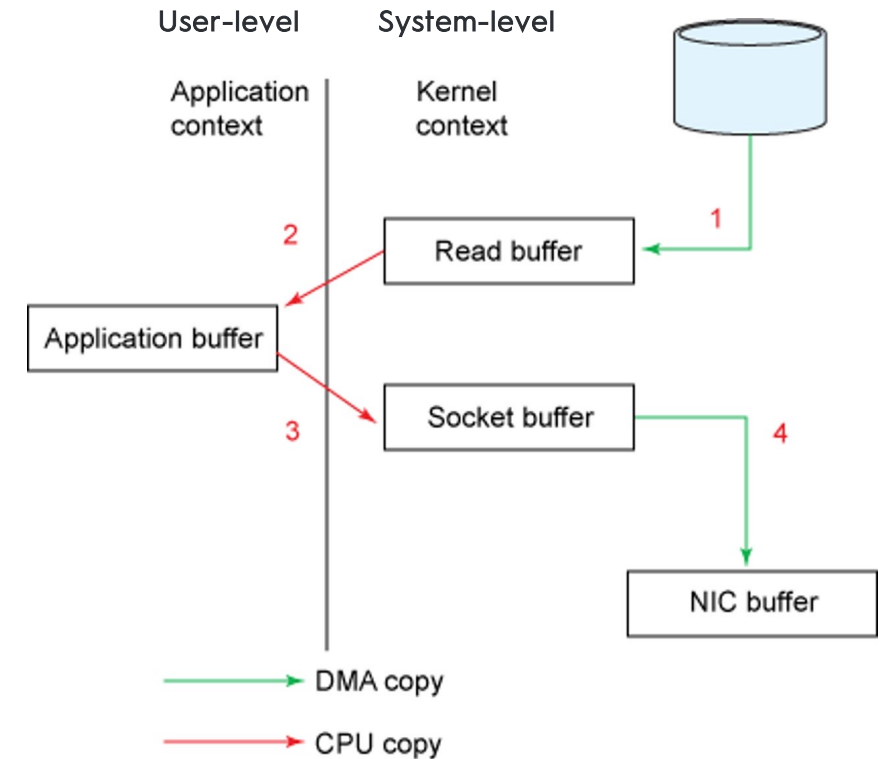 User-level
System-level
Application
context
Kernel
context
1
2
Read buffer
Application buffer
3
Socket buffer
4
NIC buffer
DMA copy
CPU copy